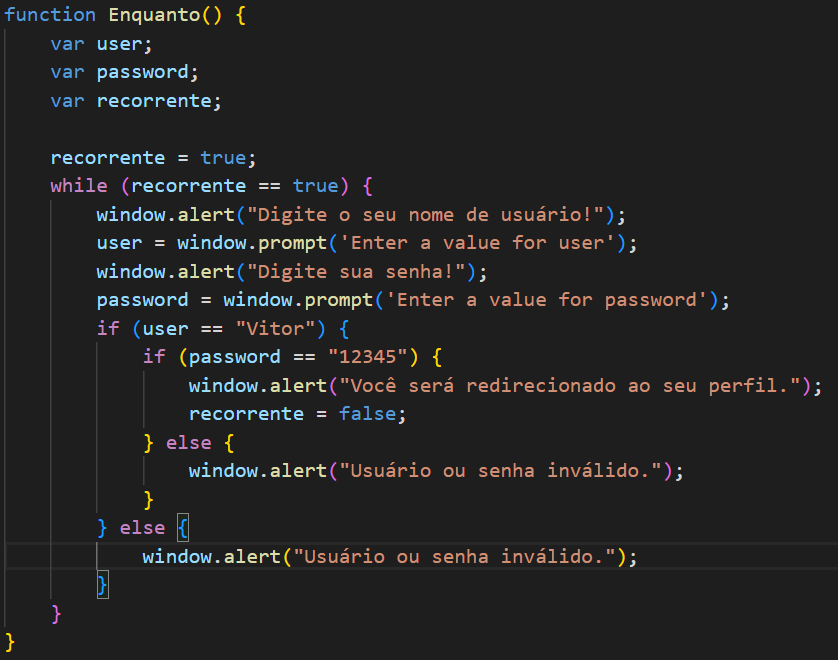 function Enquanto() {
    var user;
    var password;
    var recorrente;

    recorrente = true;
    while (recorrente == true) {
        window.alert("Digite o seu nome de usuário!");
        user = window.prompt('Enter a value for user');
        window.alert("Digite sua senha!");
        password = window.prompt('Enter a value for password');
        if (user == "Vitor") {
            if (password == "12345") {
                window.alert("Você será redirecionado ao seu perfil.");
                recorrente = false;
            } else {
                window.alert("Usuário ou senha inválido.");
            }
        } else {
            window.alert("Usuário ou senha inválido.");
        }
    }
}